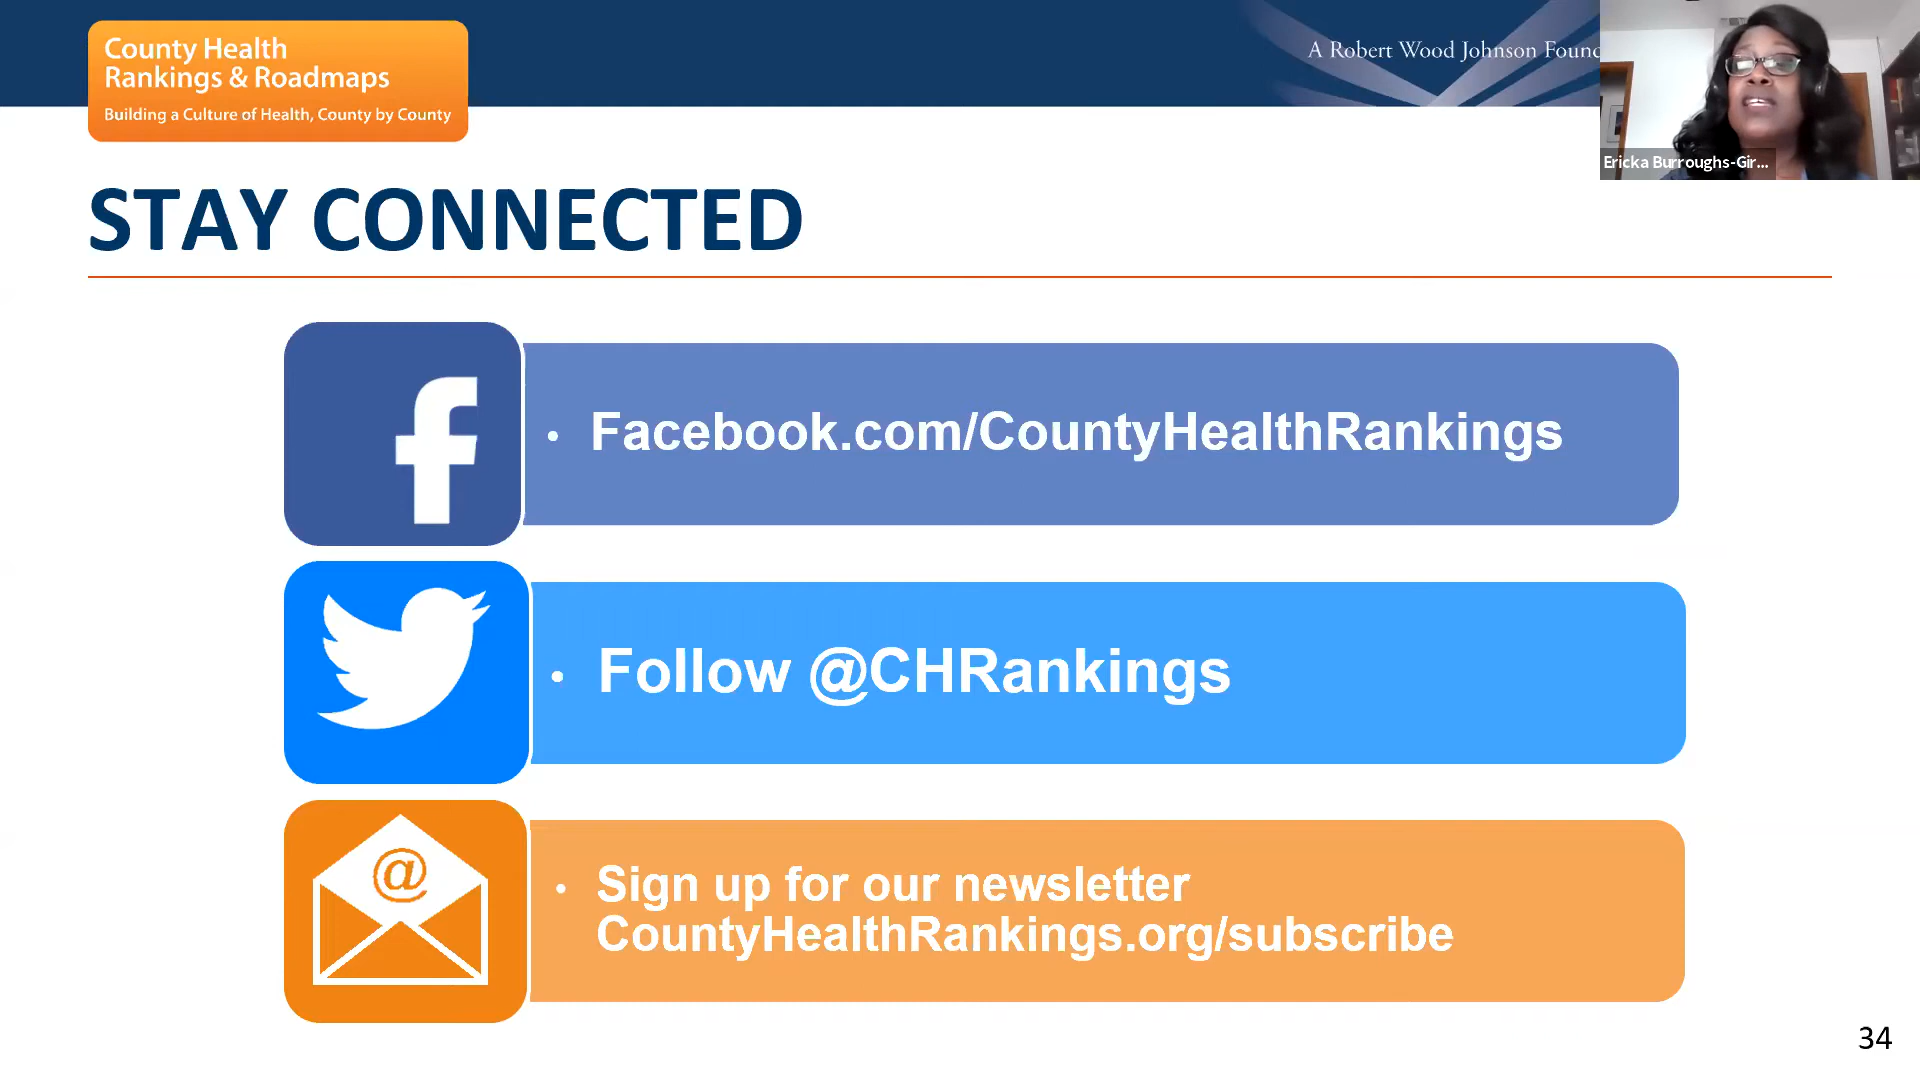 County Health
Rankings & Roadmaps
Building a Culture of Health, County by County
A Robert Wood Johnson
Ericka Burroughs-Gir...
STAY CONNECTED
f
• Facebook.com/CountyHealthRankings
• Follow @CHRankings
@
• Sign up for our newsletter
CountyHealthRankings.org/subscribe
34